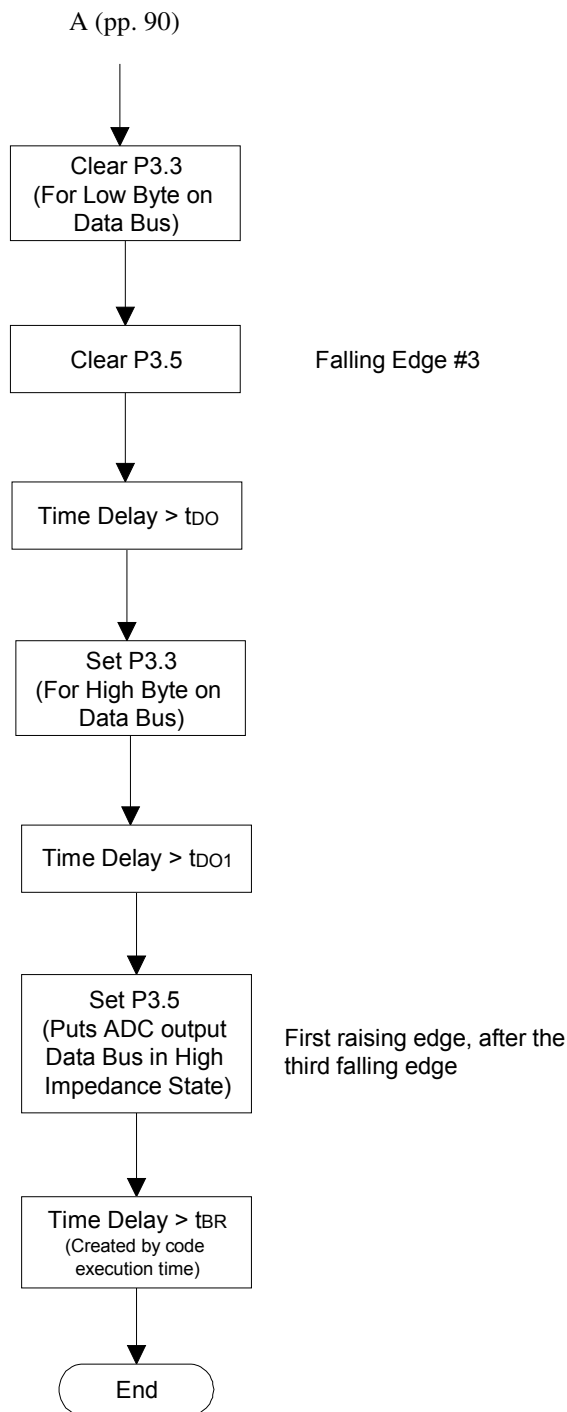 A (pp. 90)
Clear P3.3
(For Low Byte on
Data Bus)
Clear P3.5
Falling Edge #3
Time Delay > tDO
Set P3.3
(For High Byte on
Data Bus)
Time Delay > tDO1
Set P3.5
(Puts ADC output
Data Bus in High
Impedance State)
First raising edge, after the
third falling edge
Time Delay > tBR
(Created by code
execution time)
End